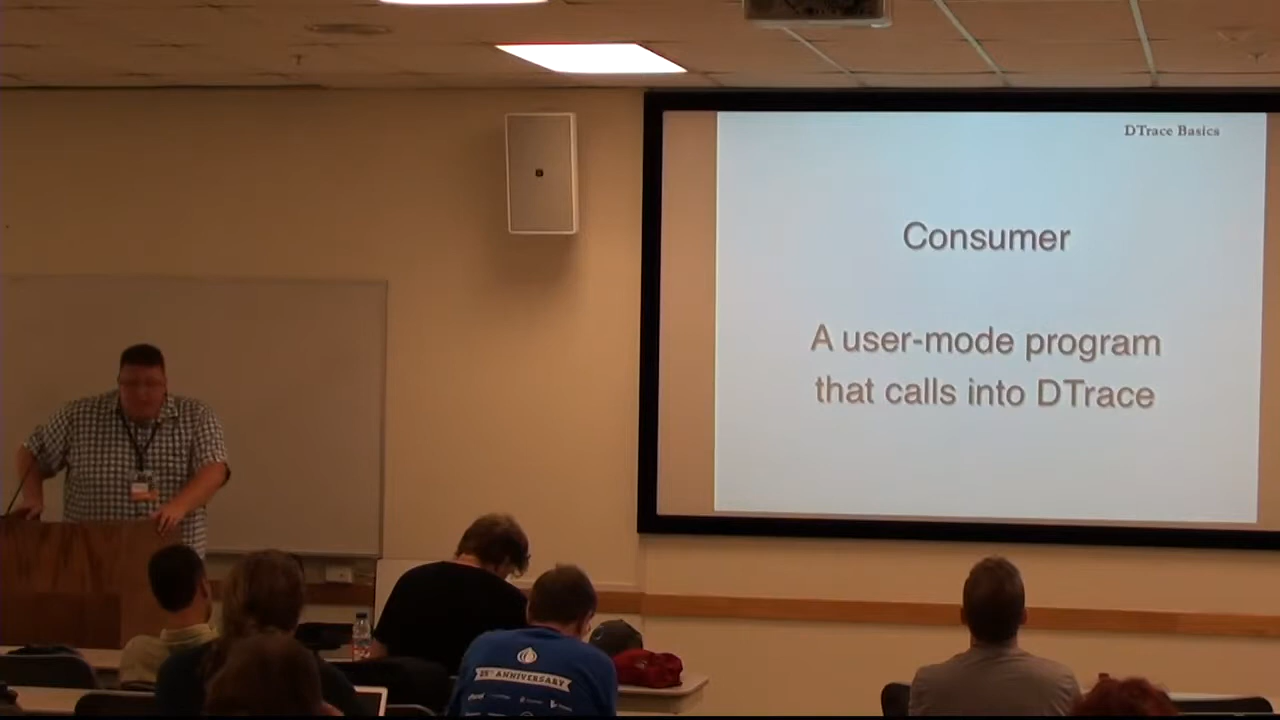 DTrace Basics
Consumer
A user-mode program
that calls into DTrace
25TH ANNIVERSARY